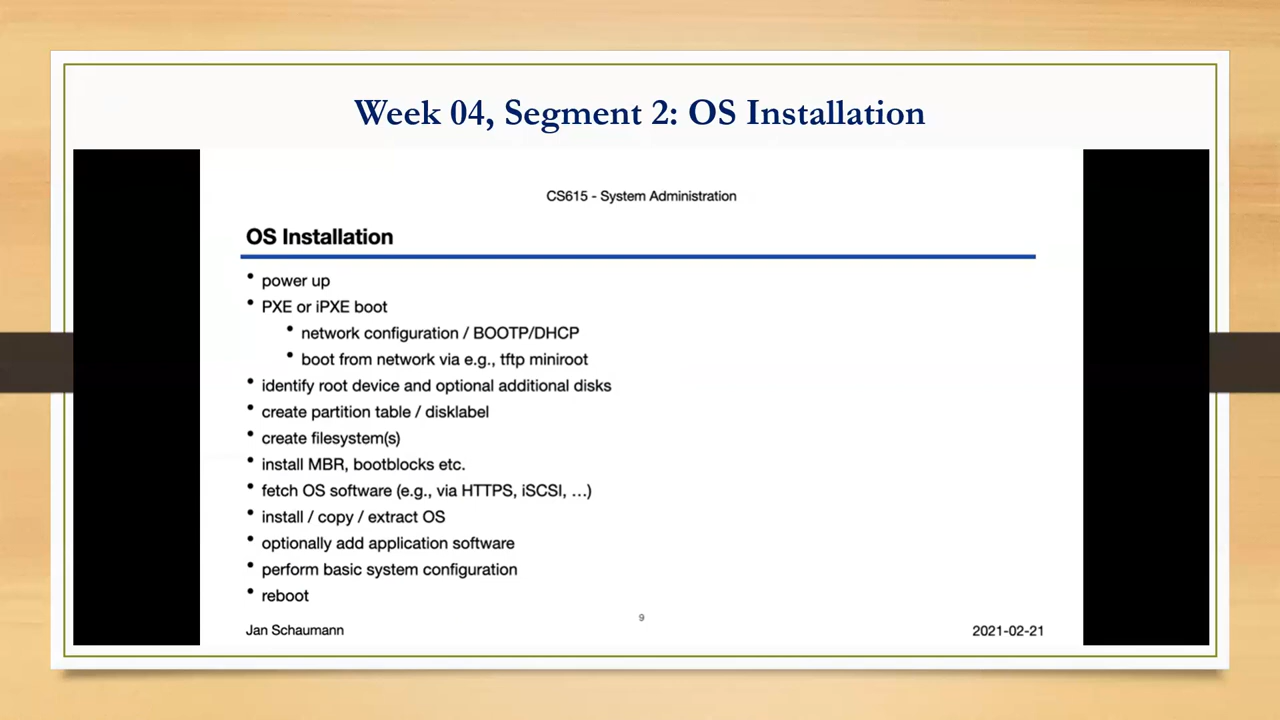 Week 04, Segment 2: OS Installation
CS615 - System Administration
OS Installation
• power up
• PXE or iPXE boot
• network configuration / BOOTP/DHCP
• boot from network via e.g., tftp miniroot
• identify root device and optional additional disks
• create partition table / disklabel
• create filesystem(s)
• install MBR, bootblocks etc.
• fetch OS software (e.g., via HTTPS, iSCSI, …)
• install / copy / extract OS
• optionally add application software
• perform basic system configuration
• reboot
9
Jan Schaumann
2021-02-21